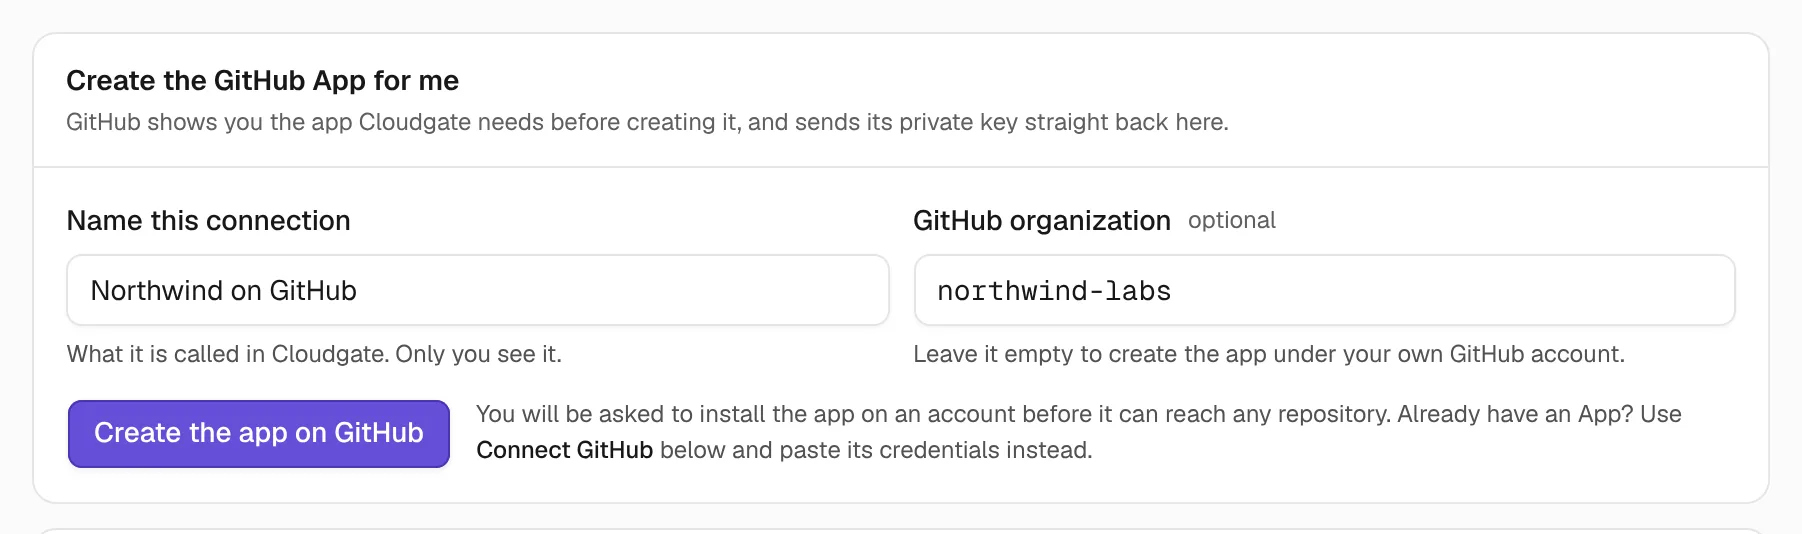 Create the GitHub App for me
GitHub shows you the app Cloudgate needs before creating it, and sends its private key straight back here.
Name this connection
Northwind on GitHub
What it is called in Cloudgate. Only you see it.
GitHub organization optional
northwind-labs
Leave it empty to create the app under your own GitHub account.
Create the app on GitHub
You will be asked to install the app on an account before it can reach any repository. Already have an App? Use
Connect GitHub below and paste its credentials instead.